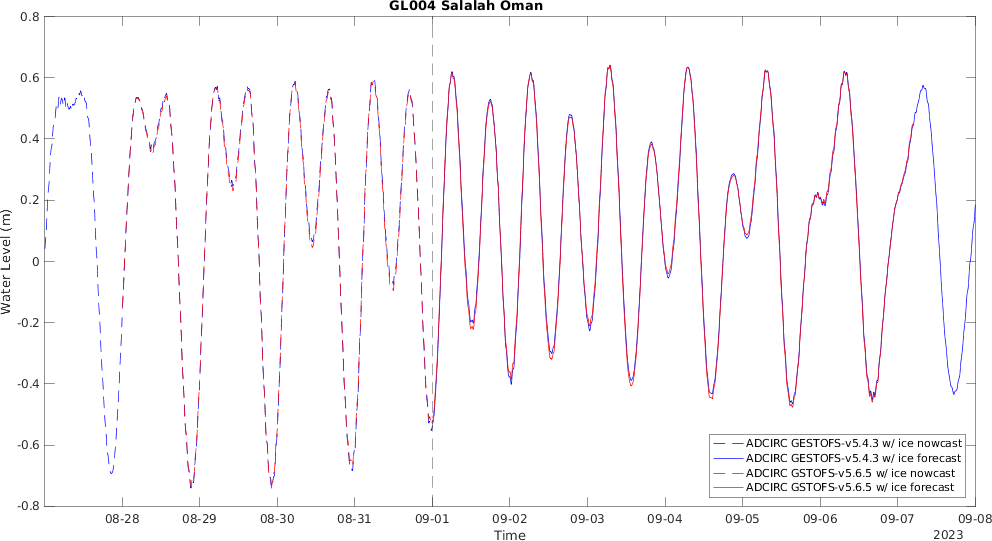 GL004 Salalah Oman
0.8
0.6
0.4
0.2
0
-0.2
-0.4
-0.6
-0.8
Water Level (m)
ADCIRC GESTOFS-v5.4.3 w/ ice nowcast
ADCIRC GESTOFS-v5.4.3 w/ ice forecast
ADCIRC GSTOFS-v5.6.5 w/ ice nowcast
ADCIRC GSTOFS-v5.6.5 w/ ice forecast
08-28 08-29 08-30 08-31 09-01 09-02 09-03 09-04 09-05 09-06 09-07 09-08
Time
2023